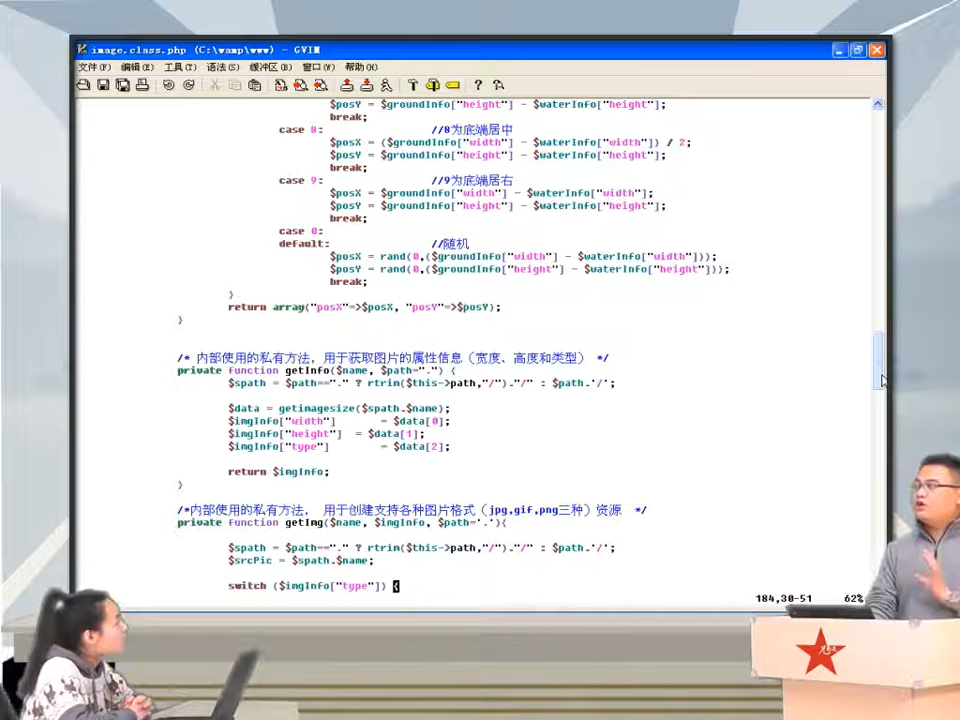 image.class.php (C:\wamp\www) - GVIM
文件(F) 编辑(E) 工具(T) 语法(S) 缓冲区(B) 窗口(W) 帮助(H)
$posY = $groundInfo["height"] - $waterInfo["height"];
break;
case 8: //8为底端居中
$posX = ($groundInfo["width"] - $waterInfo["width"]) / 2;
$posY = $groundInfo["height"] - $waterInfo["height"];
break;
case 9: //9为底端居右
$posX = $groundInfo["width"] - $waterInfo["width"];
$posY = $groundInfo["height"] - $waterInfo["height"];
break;
case 0:
default: //随机
$posX = rand(0,($groundInfo["width"] - $waterInfo["width"]));
$posY = rand(0,($groundInfo["height"] - $waterInfo["height"]));
break;
}
return array("posX"=>$posX, "posY"=>$posY);
}
/* 内部使用的私有方法，用于获取图片的属性信息（宽度、高度和类型） */
private function getInfo($name, $path=".") {
$spath = $path=="." ? rtrim($this->path,"/")."/" : $path.'/';
$data = getimagesize($spath.$name);
$imgInfo["width"] = $data[0];
$imgInfo["height"] = $data[1];
$imgInfo["type"] = $data[2];
return $imgInfo;
}
/*内部使用的私有方法， 用于创建支持各种图片格式（jpg,gif,png三种）资源 */
private function getImg($name, $imgInfo, $path='.'){
$spath = $path=="." ? rtrim($this->path,"/")."/" : $path.'/';
$srcPic = $spath.$name;
switch ($imgInfo["type"]) {
184,30-51 62%